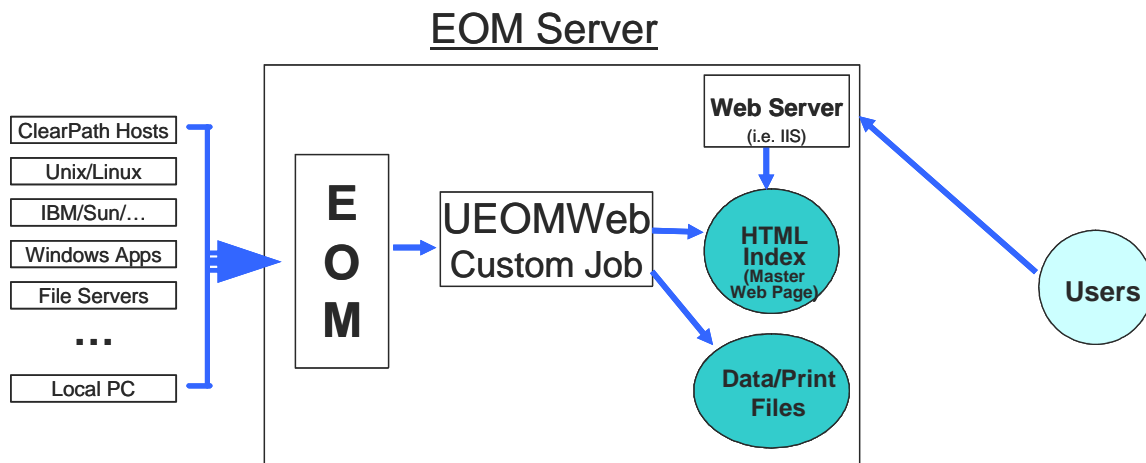 EOM Server
ClearPath Hosts
Unix/Linux
IBM/Sun/…
Windows Apps
File Servers
…
Local PC
E
O
M
UEOMWeb
Custom Job
Web Server
(i.e. IIS)
HTML
Index
(Master
Web Page)
Data/Print
Files
Users